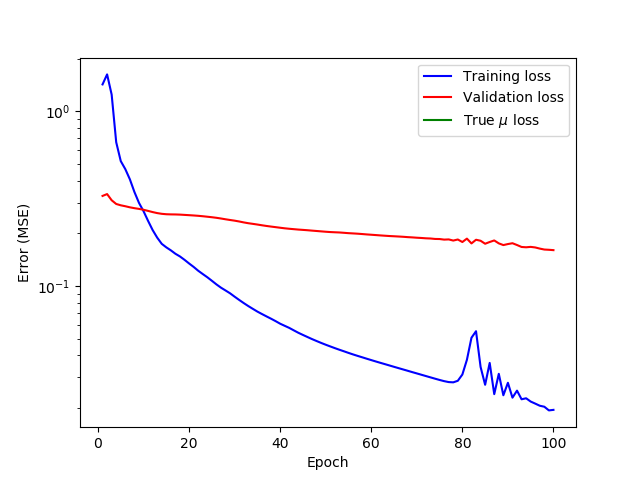 Training loss
Validation loss
True μ loss
10⁰
10⁻¹
Error (MSE)
0 20 40 60 80 100
Epoch